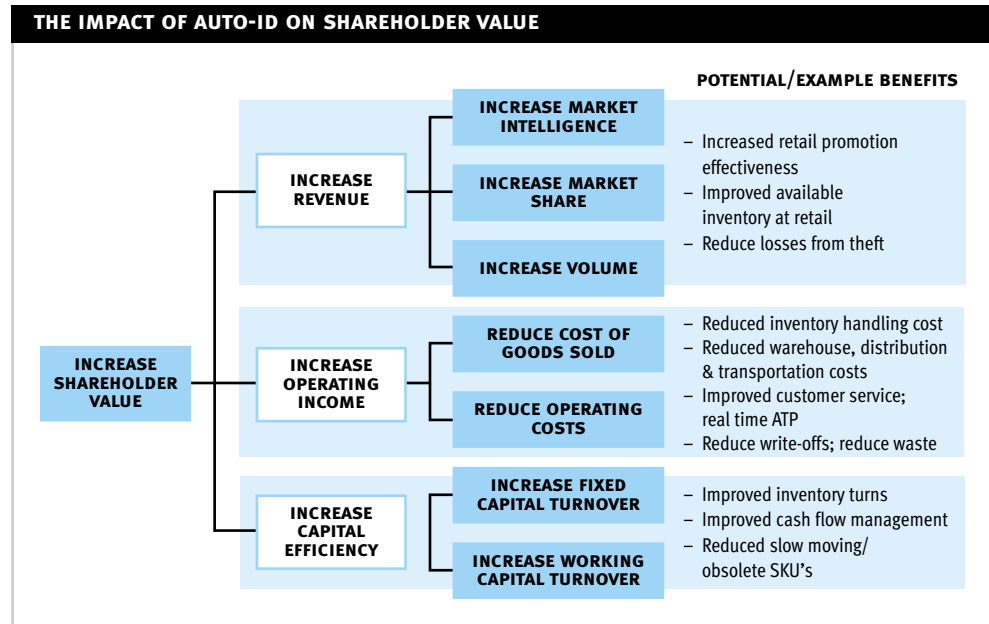 THE IMPACT OF AUTO-ID ON SHAREHOLDER VALUE
POTENTIAL/EXAMPLE BENEFITS
INCREASE
SHAREHOLDER
VALUE
INCREASE
REVENUE
INCREASE MARKET
INTELLIGENCE
INCREASE MARKET
SHARE
INCREASE VOLUME
– Increased retail promotion
effectiveness
– Improved available
inventory at retail
– Reduce losses from theft
INCREASE
OPERATING
INCOME
REDUCE COST OF
GOODS SOLD
REDUCE OPERATING
COSTS
– Reduced inventory handling cost
– Reduced warehouse, distribution
& transportation costs
– Improved customer service;
real time ATP
– Reduce write-offs; reduce waste
INCREASE
CAPITAL
EFFICIENCY
INCREASE FIXED
CAPITAL TURNOVER
INCREASE WORKING
CAPITAL TURNOVER
– Improved inventory turns
– Improved cash flow management
– Reduced slow moving/
obsolete SKU's